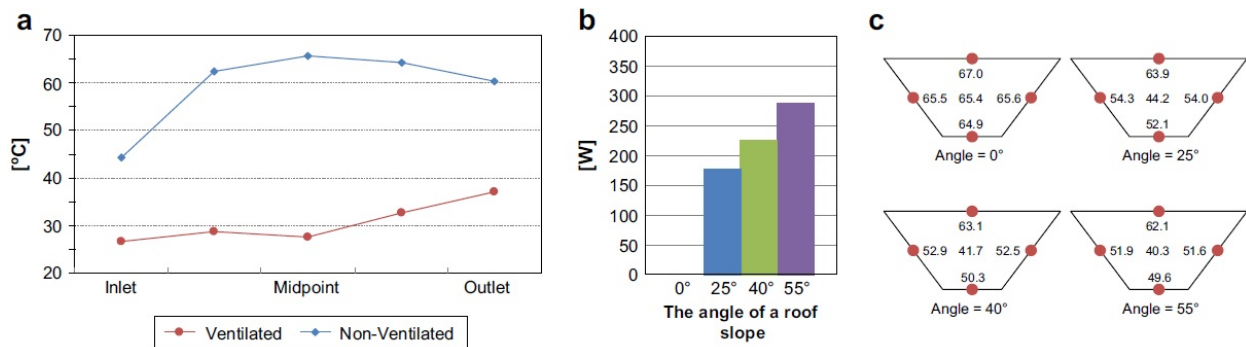 a
[°C]
70
60
50
40
30
20
Inlet Midpoint Outlet
Ventilated Non-Ventilated
b
[W]
400
350
300
250
200
150
100
50
0
0° 25° 40° 55°
The angle of a roof
slope
c
67.0
65.5 65.4 65.6
64.9
Angle = 0°
63.9
54.3 44.2 54.0
52.1
Angle = 25°
63.1
52.9 41.7 52.5
50.3
Angle = 40°
62.1
51.9 40.3 51.6
49.6
Angle = 55°